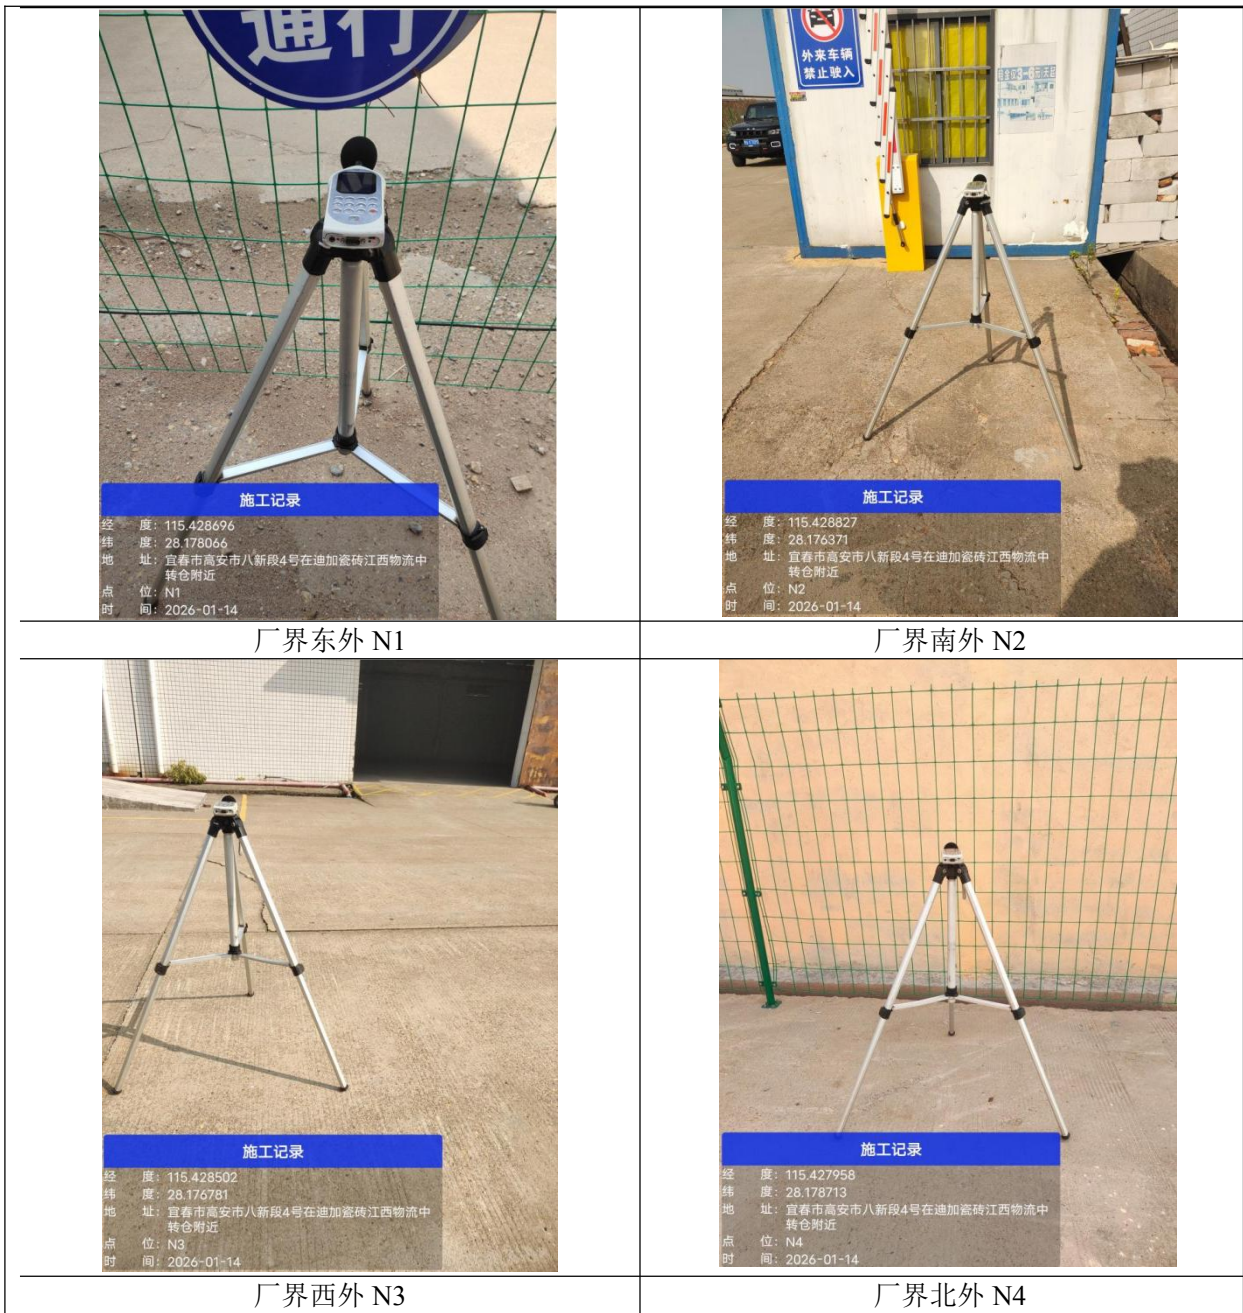 通行
施工记录
经 度：115.428696
纬 度：28.178066
地 址：宜春市高安市八新段4号在迪加瓷砖江西物流中
转仓附近
点 位：N1
时 间：2026-01-14
外来车辆
禁止驶入
施工记录
经 度：115.428827
纬 度：28.176371
地 址：宜春市高安市八新段4号在迪加瓷砖江西物流中
转仓附近
点 位：N2
时 间：2026-01-14
厂界东外 N1
厂界南外 N2
施工记录
经 度：115.428502
纬 度：28.176781
地 址：宜春市高安市八新段4号在迪加瓷砖江西物流中
转仓附近
点 位：N3
时 间：2026-01-14
施工记录
经 度：115.427958
纬 度：28.178713
地 址：宜春市高安市八新段4号在迪加瓷砖江西物流中
转仓附近
点 位：N4
时 间：2026-01-14
厂界西外 N3
厂界北外 N4